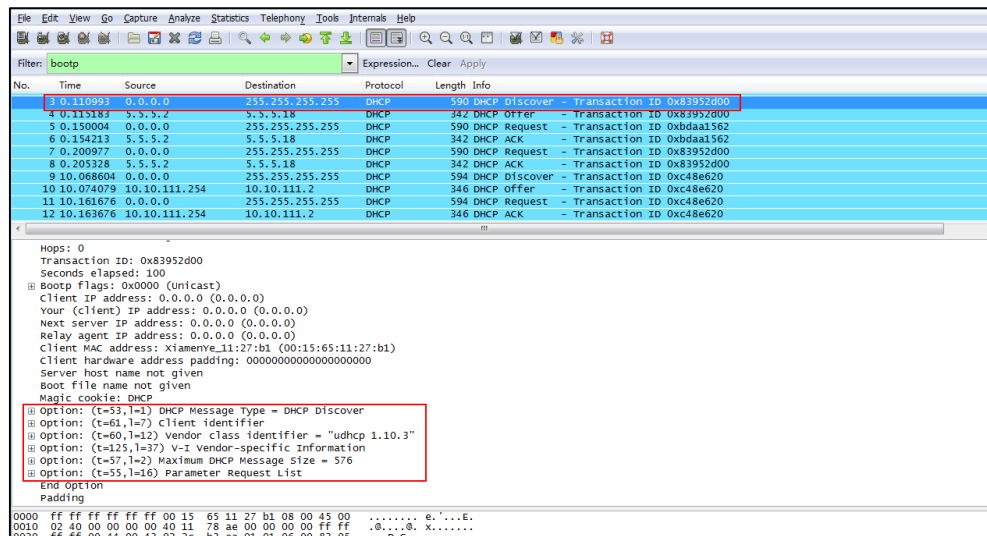 File Edit View Go Capture Analyze Statistics Telephony Tools Internals Help
Filter: bootp Expression... Clear Apply
No. Time Source Destination Protocol Length Info
3 0.110993 0.0.0.0 255.255.255.255 DHCP 590 DHCP Discover - Transaction ID 0x83952d00
4 0.115183 5.5.5.2 5.5.5.18 DHCP 342 DHCP Offer - Transaction ID 0x83952d00
5 0.150004 0.0.0.0 255.255.255.255 DHCP 590 DHCP Request - Transaction ID 0xbdaa1562
6 0.154213 5.5.5.2 5.5.5.18 DHCP 342 DHCP ACK - Transaction ID 0xbdaa1562
7 0.200977 0.0.0.0 255.255.255.255 DHCP 590 DHCP Request - Transaction ID 0x83952d00
8 0.205328 5.5.5.2 5.5.5.18 DHCP 342 DHCP ACK - Transaction ID 0x83952d00
9 10.068604 0.0.0.0 255.255.255.255 DHCP 594 DHCP Discover - Transaction ID 0xc48e620
10 10.074079 10.10.111.254 10.10.111.2 DHCP 346 DHCP Offer - Transaction ID 0xc48e620
11 10.161676 0.0.0.0 255.255.255.255 DHCP 594 DHCP Request - Transaction ID 0xc48e620
12 10.163676 10.10.111.254 10.10.111.2 DHCP 346 DHCP ACK - Transaction ID 0xc48e620
Hops: 0
Transaction ID: 0x83952d00
Seconds elapsed: 100
Bootp flags: 0x0000 (Unicast)
Client IP address: 0.0.0.0 (0.0.0.0)
Your (client) IP address: 0.0.0.0 (0.0.0.0)
Next server IP address: 0.0.0.0 (0.0.0.0)
Relay agent IP address: 0.0.0.0 (0.0.0.0)
Client MAC address: XiamenYe_11:27:b1 (00:15:65:11:27:b1)
Client hardware address padding: 00000000000000000000
Server host name not given
Boot file name not given
Magic cookie: DHCP
Option: (t=53,l=1) DHCP Message Type = DHCP Discover
Option: (t=61,l=7) Client identifier
Option: (t=60,l=12) Vendor class identifier = "udhcp 1.10.3"
Option: (t=125,l=37) V-I Vendor-specific Information
Option: (t=57,l=2) Maximum DHCP Message Size = 576
Option: (t=55,l=16) Parameter Request List
End Option
Padding
0000 ff ff ff ff ff ff 00 15 65 11 27 b1 08 00 45 00 ........ e.'...E.
0010 02 40 00 00 00 00 40 11 78 ae 00 00 00 00 ff ff .@....@. x.......